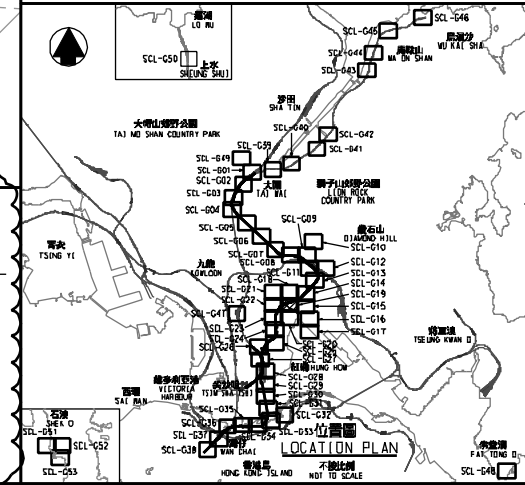 羅湖
LO WU
SCL-G50
上水
SHEUNG SHUI
SCL-G46
SCL-G45
烏溪沙
WU KAI SHA
SCL-G44
馬鞍山
MA ON SHAN
SCL-G43
沙田
SHA TIN
大帽山郊野公園
TAI MO SHAN COUNTRY PARK
SCL-G40
SCL-G42
SCL-G39
SCL-G41
SCL-G49
SCL-G01
SCL-G02
大圍
TAI WAI
獅子山郊野公園
LION ROCK
COUNTRY PARK
SCL-G03
SCL-G04
SCL-G09
鑽石山
DIAMOND HILL
SCL-G05
SCL-G06
SCL-G10
青衣
TSING YI
SCL-G07
SCL-G08
SCL-G11
SCL-G12
SCL-G13
九龍
KOWLOON
SCL-G18
SCL-G14
SCL-G21
SCL-G19
SCL-G22
SCL-G15
SCL-G47
SCL-G16
SCL-G23
SCL-G17
將軍澳
TSEUNG KWAN O
SCL-G24
SCL-G20
SCL-G26
SCL-G27
紅磡
HUNG HOM
SCL-G28
尖沙咀
TSIM SHA TSUI
SCL-G29
維多利亞港
VICTORIA
HARBOUR
SCL-G30
西環
SAI WAN
SCL-G31
SCL-G35
SCL-G32
石澳
SHEK O
SCL-G36
SCL-G33
SCL-G34
SCL-G51
SCL-G37
灣仔
WAN CHAI
SCL-G52
SCL-G38
SCL-G53
香港島
HONG KONG ISLAND
位置圖
LOCATION PLAN
不按比例
NOT TO SCALE
FAT TONG O
SCL-G48